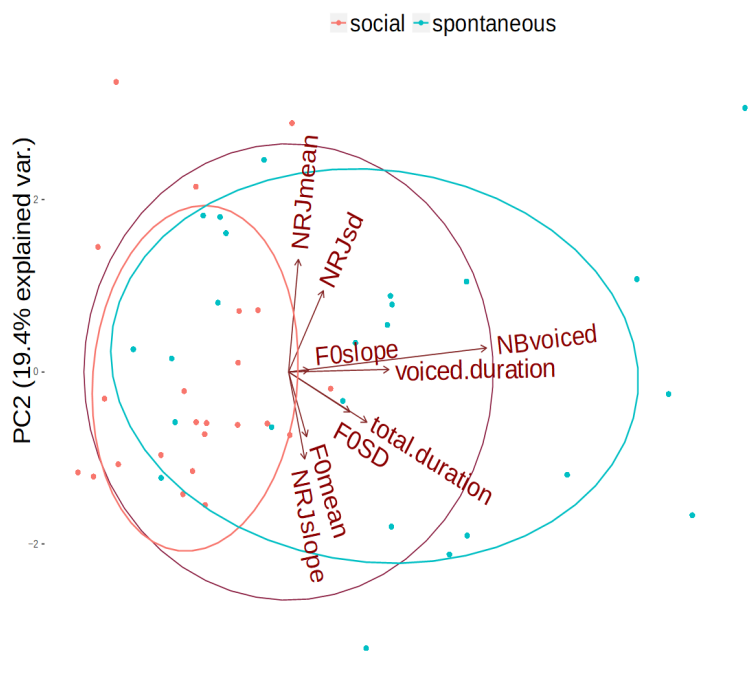 social spontaneous
PC2 (19.4% explained var.)
2
0
−2
NRJmean
NRJsd
F0slope
NBvoiced
voiced.duration
total.duration
F0SD
F0mean
NRJslope